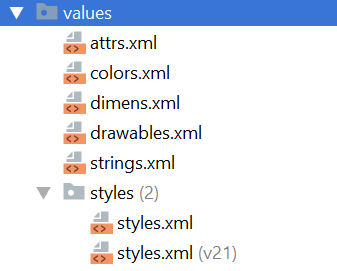 values
attrs.xml
colors.xml
dimens.xml
drawables.xml
strings.xml
styles (2)
styles.xml
styles.xml (v21)